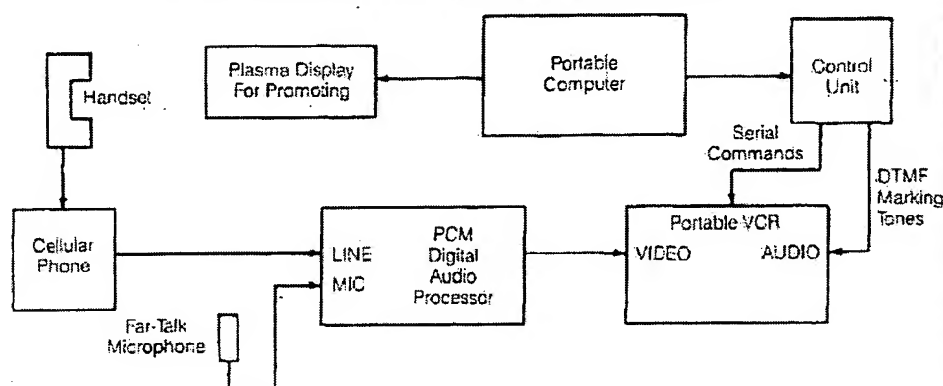 Handset
Plasma Display
For Promoting
Portable
Computer
Control
Unit
Serial
Commands
DTMF
Marking
Tones
Cellular
Phone
LINE
MIC
PCM
Digital
Audio
Processor
Portable VCR
VIDEO
AUDIO
Far-Talk
Microphone